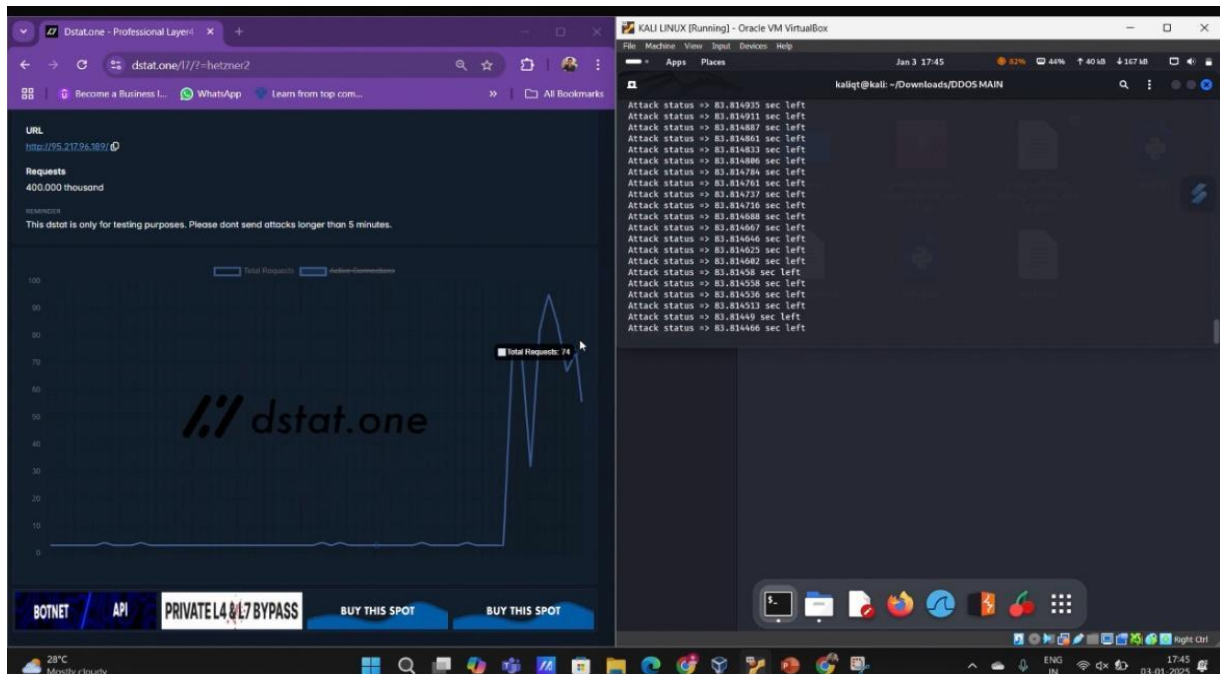 Dstat.one - Professional Layer4
dstat.one/l7/?=hetzner2
Become a Business I...
WhatsApp
Learn from top com...
»
All Bookmarks
URL
http://95.217.96.189/
Requests
400.000 thousand
REMINDER
This dstat is only for testing purposes. Please dont send attacks longer than 5 minutes.
Total Requests
Active Connections
100
90
80
70
60
50
40
30
20
10
0
Total Requests: 74
dstat.one
BOTNET / API
PRIVATE L4 & L7 BYPASS
BUY THIS SPOT
BUY THIS SPOT
KALI LINUX [Running] - Oracle VM VirtualBox
File Machine View Input Devices Help
Apps Places
Jan 3 17:45
82% 44% ↑ 40 kB ↓ 167 kB
kaliqt@kali: ~/Downloads/DDOS MAIN
Attack status => 83.814935 sec left
Attack status => 83.814911 sec left
Attack status => 83.814887 sec left
Attack status => 83.814861 sec left
Attack status => 83.814833 sec left
Attack status => 83.814806 sec left
Attack status => 83.814784 sec left
Attack status => 83.814761 sec left
Attack status => 83.814737 sec left
Attack status => 83.814716 sec left
Attack status => 83.814688 sec left
Attack status => 83.814667 sec left
Attack status => 83.814646 sec left
Attack status => 83.814625 sec left
Attack status => 83.814602 sec left
Attack status => 83.81458 sec left
Attack status => 83.814558 sec left
Attack status => 83.814536 sec left
Attack status => 83.814513 sec left
Attack status => 83.81449 sec left
Attack status => 83.814466 sec left
Right Ctrl
28°C
Mostly cloudy
ENG
IN
17:45
03-01-2025